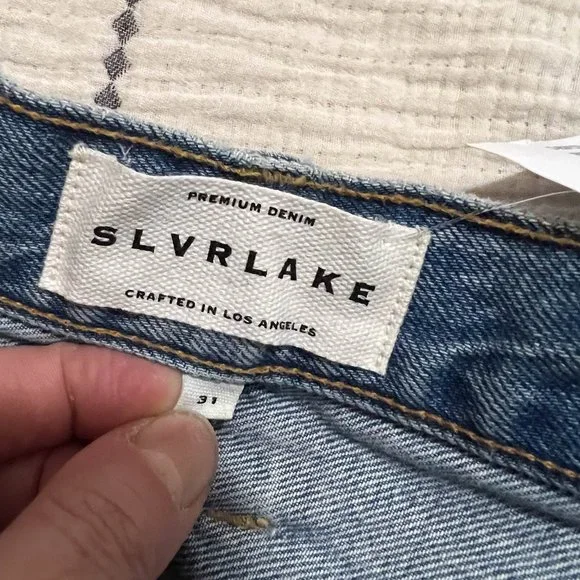 PREMIUM DENIM
SLVRLAKE
CRAFTED IN LOS ANGELES
31